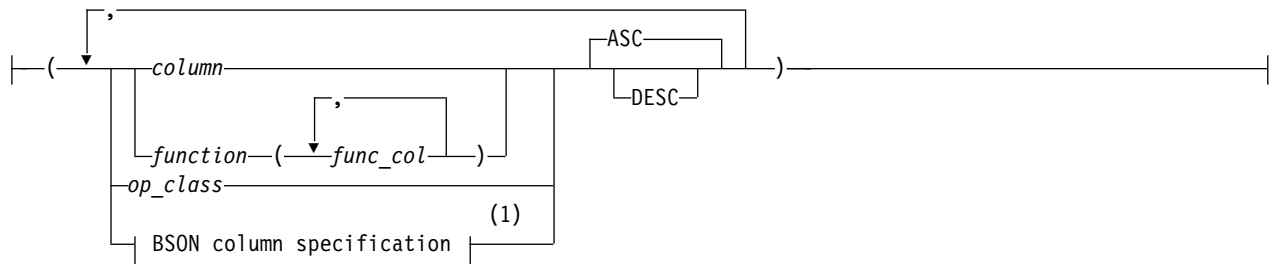 ,
ASC
( column )
, DESC
function ( func_col )
op_class
(1)
BSON column specification